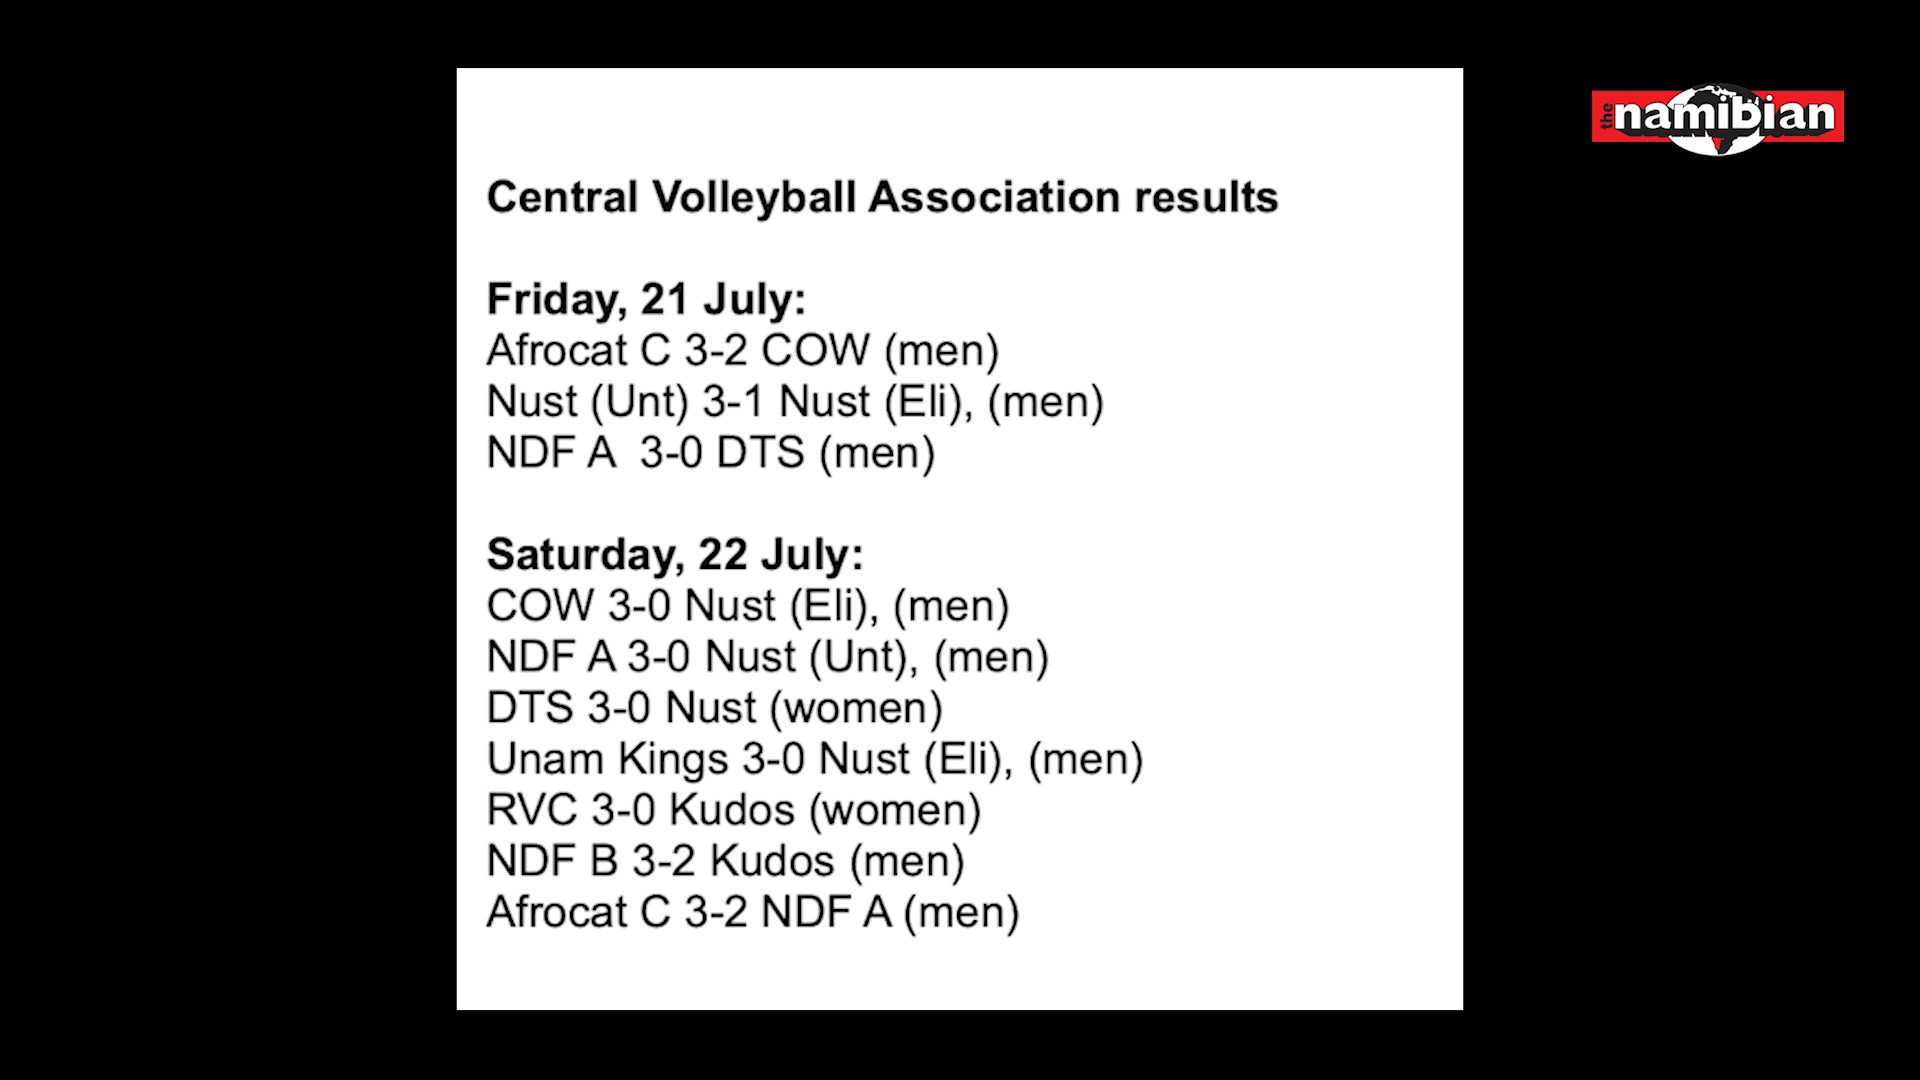 the namibian
Central Volleyball Association results
Friday, 21 July:
Afrocat C 3-2 COW (men)
Nust (Unt) 3-1 Nust (Eli), (men)
NDF A  3-0 DTS (men)
Saturday, 22 July:
COW 3-0 Nust (Eli), (men)
NDF A 3-0 Nust (Unt), (men)
DTS 3-0 Nust (women)
Unam Kings 3-0 Nust (Eli), (men)
RVC 3-0 Kudos (women)
NDF B 3-2 Kudos (men)
Afrocat C 3-2 NDF A (men)